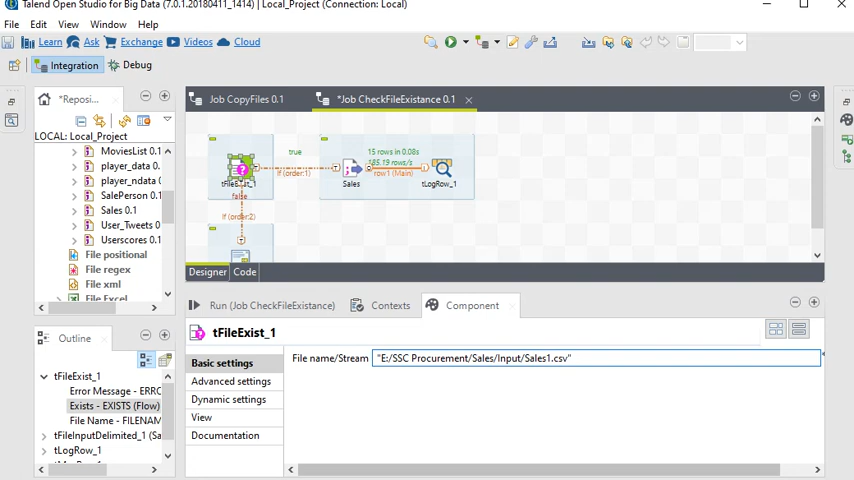 Talend Open Studio for Big Data (7.0.1.20180411_1414) | Local_Project (Connection: Local)
File Edit View Window Help
Learn Ask Exchange Videos Cloud
Integration Debug
*Reposi...
LOCAL: Local_Project
MoviesList 0.1
player_data 0.1
player_ndata 0.1
SalePerson 0.1
Sales 0.1
User_Tweets 0.1
Userscores 0.1
File positional
File regex
File xml
File Excel
Job CopyFiles 0.1
*Job CheckFileExistance 0.1
true
15 rows in 0.08s
185.19 rows/s
If (order:1)
row1 (Main)
tFileExist_1
Sales
tLogRow_1
false
If (order:2)
Designer Code
Run (Job CheckFileExistance) Contexts Component
tFileExist_1
Basic settings
Advanced settings
Dynamic settings
View
Documentation
File name/Stream "E:/SSC Procurement/Sales/Input/Sales1.csv"
Outline
tFileExist_1
Error Message - ERRC
Exists - EXISTS (Flow)
File Name - FILENAM
tFileInputDelimited_1 (Sa
tLogRow_1